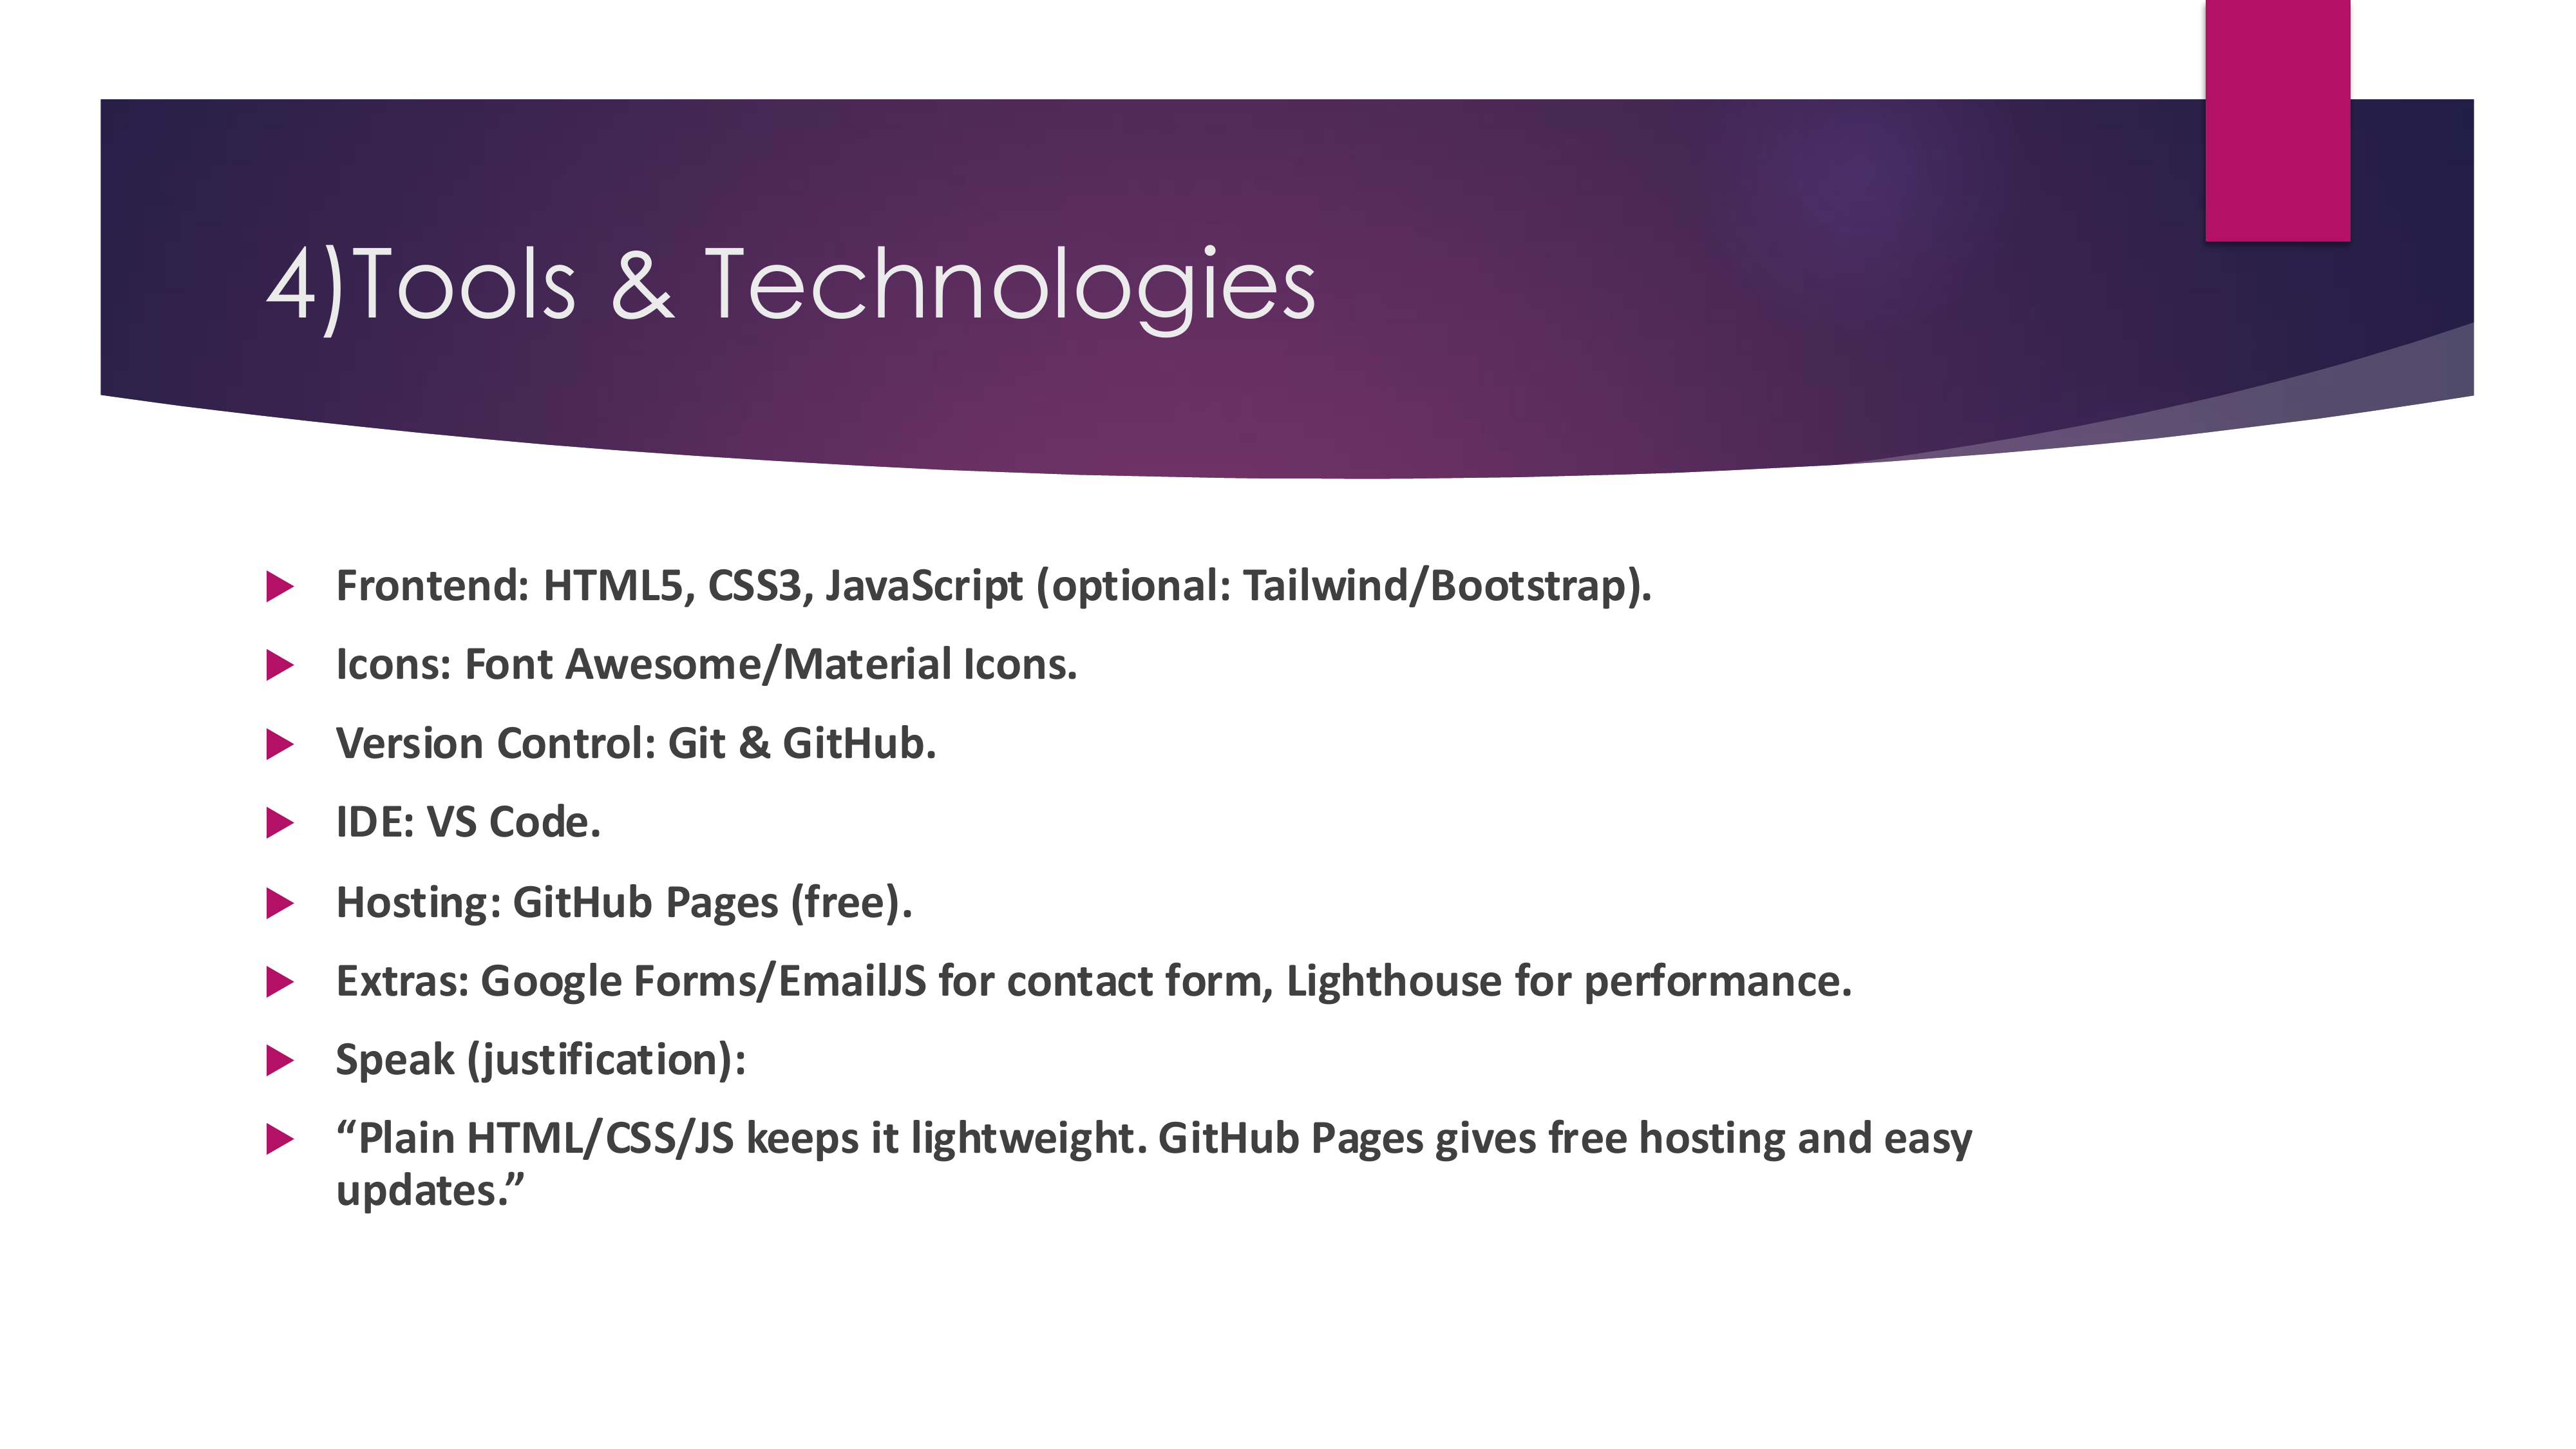 4)Tools & Technologies
Frontend: HTML5, CSS3, JavaScript (optional: Tailwind/Bootstrap).
Icons: Font Awesome/Material Icons.
Version Control: Git & GitHub.
IDE: VS Code.
Hosting: GitHub Pages (free).
Extras: Google Forms/EmailJS for contact form, Lighthouse for performance.
Speak (justification):
“Plain HTML/CSS/JS keeps it lightweight. GitHub Pages gives free hosting and easy
updates.”